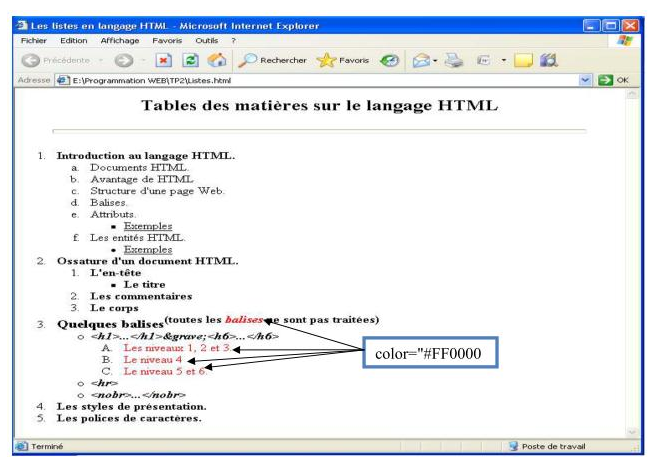 Les listes en langage HTML - Microsoft Internet Explorer
Fichier Edition Affichage Favoris Outils ?
Précédente Rechercher Favoris
Adresse E:\Programmation WEB\TP2\Listes.html OK
Tables des matières sur le langage HTML
1. Introduction au langage HTML.
a. Documents HTML.
b. Avantage de HTML
c. Structure d'une page Web.
d. Balises.
e. Attributs.
▪ Exemples
f. Les entités HTML.
▪ Exemples
2. Ossature d'un document HTML.
1. L'en-tête
▪ Le titre
2. Les commentaires
3. Le corps
3. Quelques balises (toutes les balises ne sont pas traitées)
o <h1>...</h1>&grave;<h6>...</h6>
A. Les niveaux 1, 2 et 3.
B. Le niveau 4
C. Le niveau 5 et 6.
color="#FF0000
o <hr>
o <nobr>...</nobr>
4. Les styles de présentation.
5. Les polices de caractères.
Terminé Poste de travail